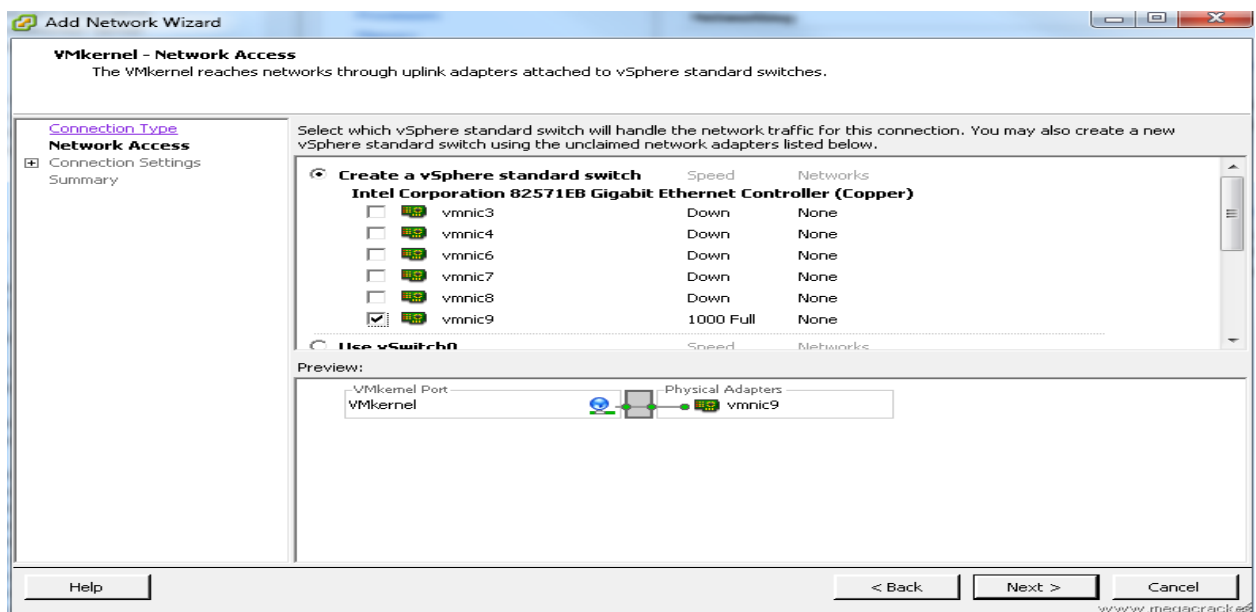 Add Network Wizard
VMkernel - Network Access
The VMkernel reaches networks through uplink adapters attached to vSphere standard switches.
Connection Type
Network Access
Connection Settings
Summary
Select which vSphere standard switch will handle the network traffic for this connection. You may also create a new
vSphere standard switch using the unclaimed network adapters listed below.
Create a vSphere standard switch Speed Networks
Intel Corporation 82571EB Gigabit Ethernet Controller (Copper)
vmnic3 Down None
vmnic4 Down None
vmnic6 Down None
vmnic7 Down None
vmnic8 Down None
vmnic9 1000 Full None
Use vSwitch0 Speed Networks
Preview:
VMkernel Port Physical Adapters
VMkernel vmnic9
Help < Back Next > Cancel